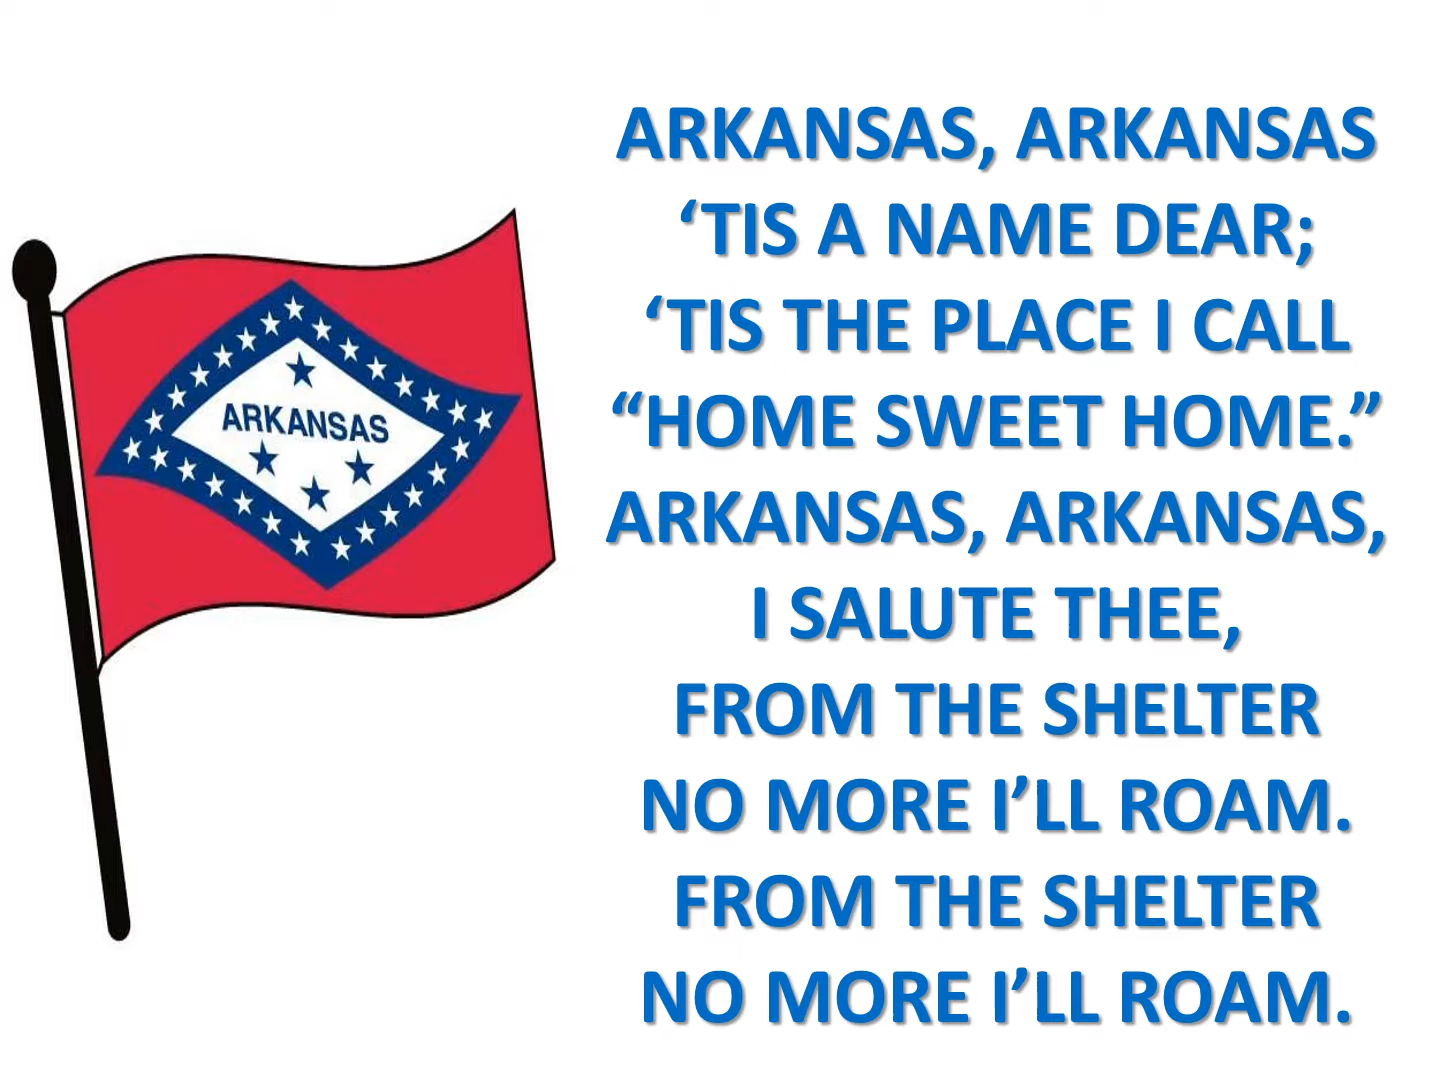 ARKANSAS
ARKANSAS, ARKANSAS
‘TIS A NAME DEAR;
‘TIS THE PLACE I CALL
“HOME SWEET HOME.”
ARKANSAS, ARKANSAS,
I SALUTE THEE,
FROM THE SHELTER
NO MORE I’LL ROAM.
FROM THE SHELTER
NO MORE I’LL ROAM.